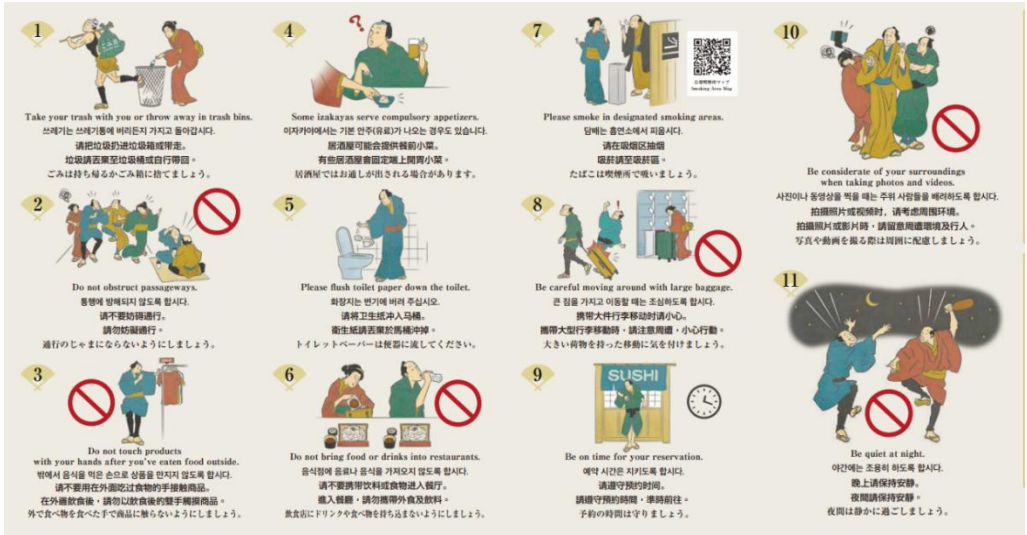 1
Take your trash with you or throw away in trash bins.
쓰레기는 쓰레기통에 버리든지 가지고 돌아갑시다.
请把垃圾扔进垃圾箱或带走。
垃圾請丟棄至垃圾桶或自行帶回。
ごみは持ち帰るかごみ箱に捨てましょう。
2
Do not obstruct passageways.
통행에 방해되지 않도록 합시다.
请不要妨碍通行。
請勿妨礙通行。
通行のじゃまにならないようにしましょう。
3
Do not touch products
with your hands after you've eaten food outside.
밖에서 음식을 먹은 손으로 상품을 만지지 않도록 합시다.
请不要用在外面吃过食物的手接触商品。
在外邊飲食後，請勿以飲食後的雙手觸摸商品。
外で食べ物を食べた手で商品に触らないようにしましょう。
4
?
Some izakayas serve compulsory appetizers.
이자카야에서는 기본 안주(유료)가 나오는 경우도 있습니다.
居酒屋可能会提供餐前小菜。
有些居酒屋會固定端上開胃小菜。
居酒屋ではお通しが出される場合があります。
5
Please flush toilet paper down the toilet.
화장지는 변기에 버려 주십시오.
请将卫生纸冲入马桶。
衛生紙請丟棄於馬桶沖掉。
トイレットペーパーは便器に流してください。
6
Do not bring food or drinks into restaurants.
음식점에 음료나 음식을 가져오지 않도록 합시다.
请不要携带饮料或食物进入餐厅。
進入餐廳，請勿攜帶外食及飲料。
飲食店にドリンクや食べ物を持ち込まないようにしましょう。
7
Smoking Area Map
Please smoke in designated smoking areas.
담배는 흡연소에서 피웁시다.
请在吸烟区抽烟
吸菸請至吸菸區。
たばこは喫煙所で吸いましょう。
8
!
Be careful moving around with large baggage.
큰 짐을 가지고 이동할 때는 조심하도록 합시다.
携带大件行李移动时请小心。
攜帶大型行李移動時，請注意周遭，小心行動。
大きい荷物を持った移動に気を付けましょう。
9
SUSHI
Be on time for your reservation.
예약 시간은 지키도록 합시다.
请遵守预约时间。
請遵守預約時間，準時前往。
予約の時間は守りましょう。
10
Be considerate of your surroundings
when taking photos and videos.
사진이나 동영상을 찍을 때는 주위 사람들을 배려하도록 합시다.
拍摄照片或视频时，请考虑周围环境。
拍攝照片或影片時，請留意周遭環境及行人。
写真や動画を撮る際は周囲に配慮しましょう。
11
Be quiet at night.
야간에는 조용히 하도록 합시다.
晚上请保持安静。
夜間請保持安靜。
夜間は静かに過ごしましょう。